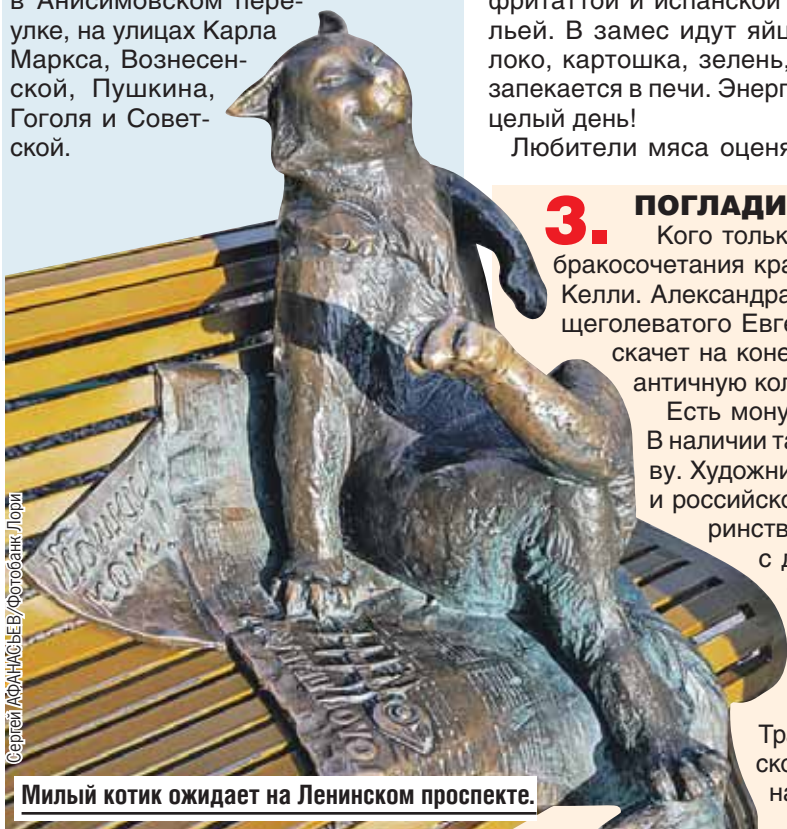 в Анисимовском пере-
улке, на улицах Карла
Маркса, Вознесен-
ской, Пушкина,
Гоголя и Совет-
ской.
фритаттой и испанской
льей. В замес идут яйц
локо, картошка, зелень,
запекается в печи. Энерг
целый день!
Любители мяса оценя
3. ПОГЛАДИ
Кого тольк
бракосочетания кра
Келли. Александра
щеголеватого Евге
скачет на коне
античную кол
Есть мону
В наличии та
ву. Художни
и российско
ринств
с д
Тра
ско
на
Йошкин
кот!
Сергей АФАНАСЬЕВ/Фотобанк Лори
Милый котик ожидает на Ленинском проспекте.